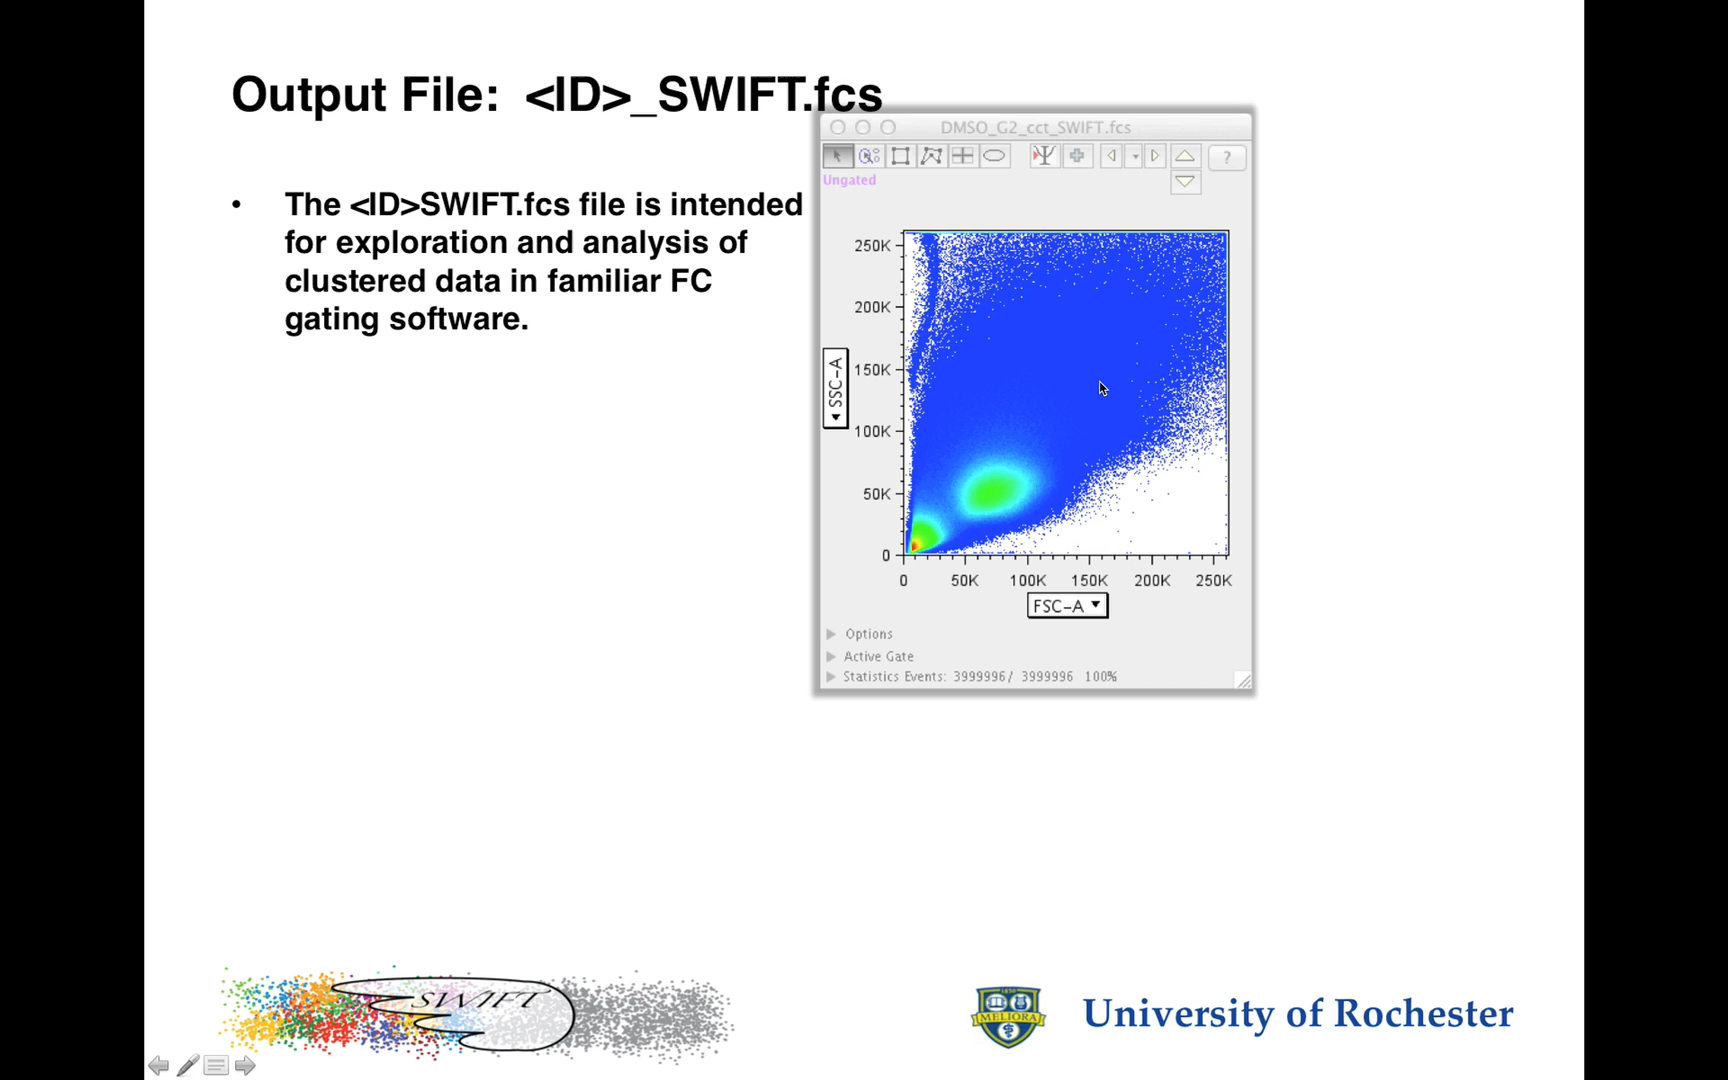 Output File: <ID>_SWIFT.fcs
• The <ID>SWIFT.fcs file is intended
for exploration and analysis of
clustered data in familiar FC
gating software.
DMSO_G2_cct_SWIFT.fcs
?
Ungated
250K
200K
150K
100K
50K
0
SSC-A
0 50K 100K 150K 200K 250K
FSC-A
Options
Active Gate
Statistics Events: 3999996/ 3999996 100%
SWIFT
1850
MELIORA
University of Rochester